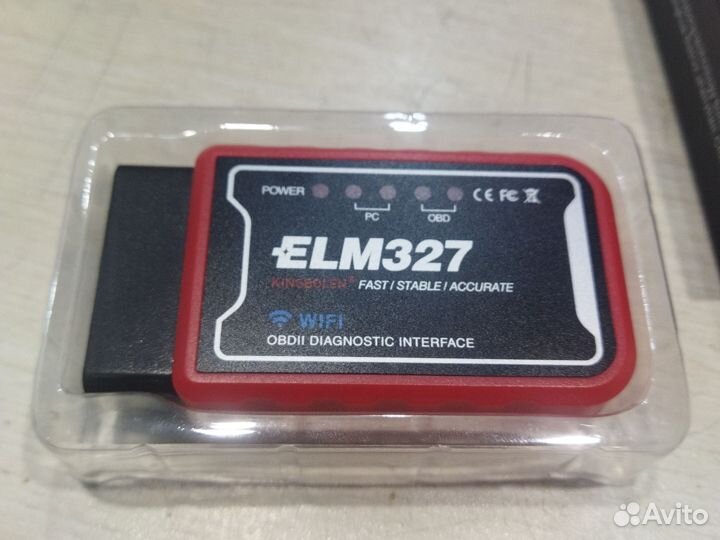 POWER CE FC
PC OBD
ELM327
KINGBOLEN® FAST / STABLE / ACCURATE
WIFI
OBDII DIAGNOSTIC INTERFACE
Avito